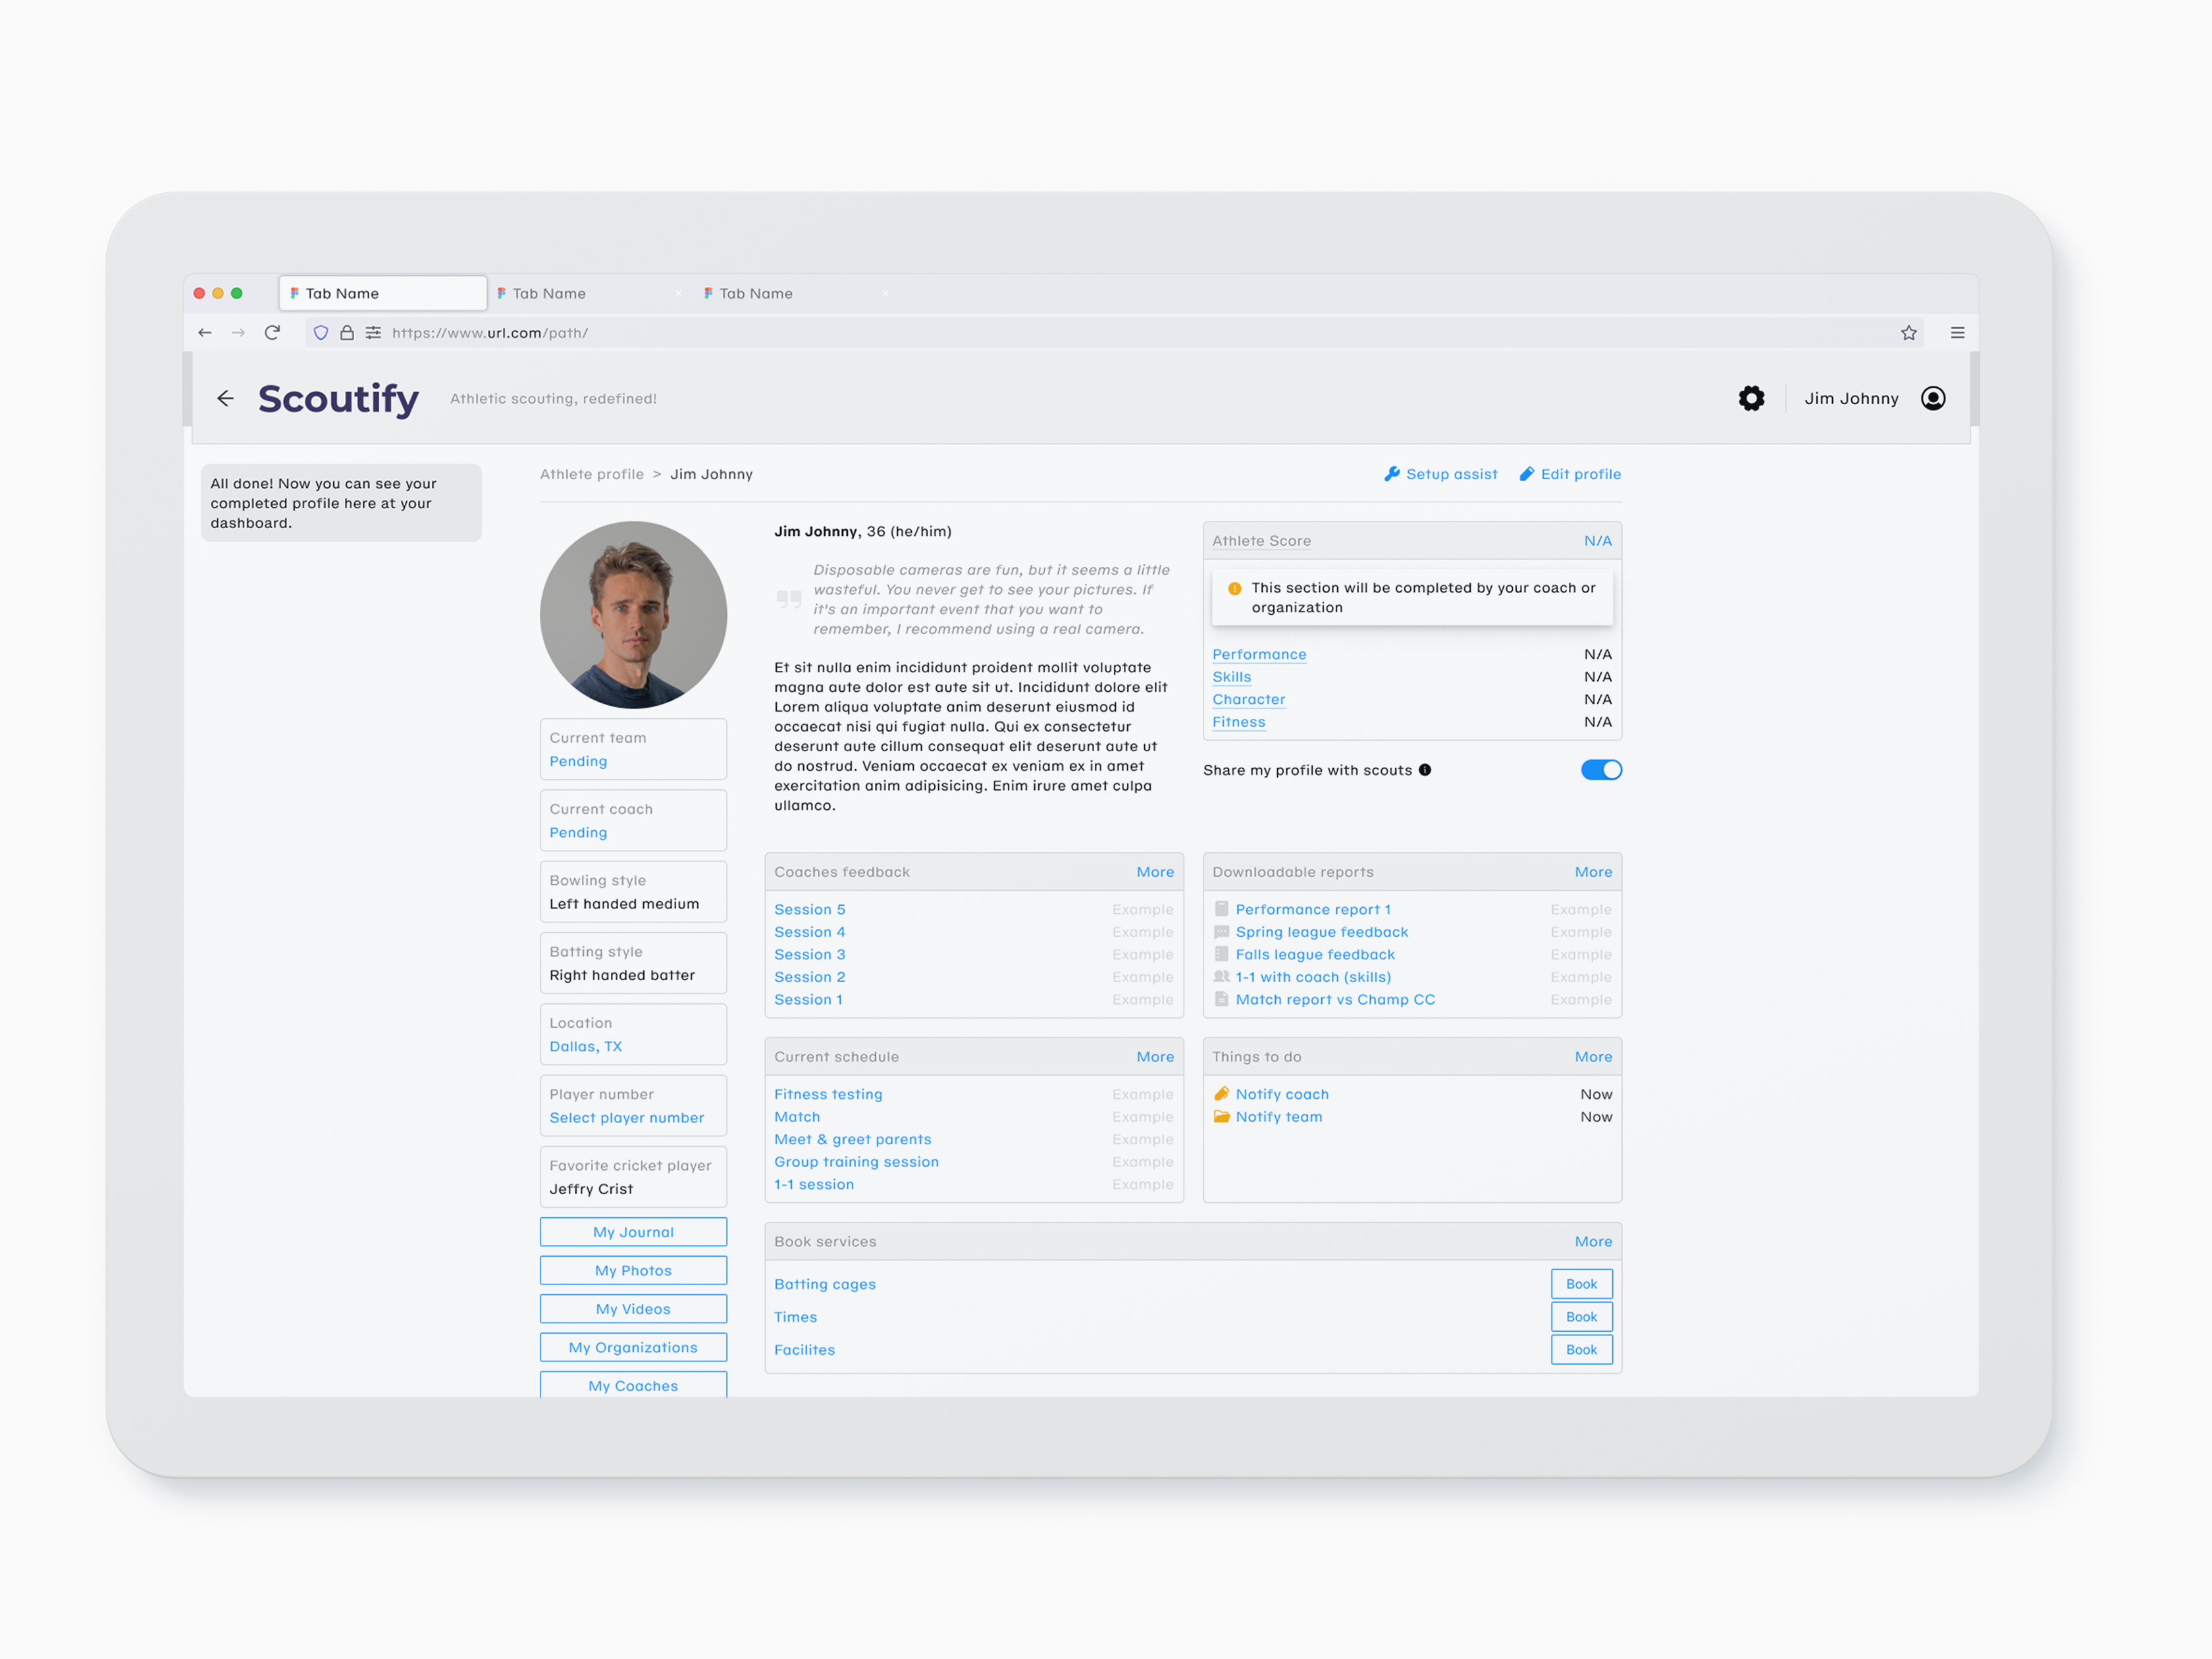 Tab Name
Tab Name
Tab Name
https://www.url.com/path/
Scoutify
Athletic scouting, redefined!
Jim Johnny
All done! Now you can see your
completed profile here at your
dashboard.
Athlete profile > Jim Johnny
Setup assist
Edit profile
Current team
Pending
Current coach
Pending
Bowling style
Left handed medium
Batting style
Right handed batter
Location
Dallas, TX
Player number
Select player number
Favorite cricket player
Jeffry Crist
My Journal
My Photos
My Videos
My Organizations
My Coaches
Jim Johnny, 36 (he/him)
Disposable cameras are fun, but it seems a little
wasteful. You never get to see your pictures. If
it's an important event that you want to
remember, I recommend using a real camera.
Et sit nulla enim incididunt proident mollit voluptate
magna aute dolor est aute sit ut. Incididunt dolore elit
Lorem aliqua voluptate anim deserunt eiusmod id
occaecat nisi qui fugiat nulla. Qui ex consectetur
deserunt aute cillum consequat elit deserunt aute ut
do nostrud. Veniam occaecat ex veniam ex in amet
exercitation anim adipisicing. Enim irure amet culpa
ullamco.
Athlete Score N/A
This section will be completed by your coach or
organization
Performance N/A
Skills N/A
Character N/A
Fitness N/A
Share my profile with scouts
Coaches feedback More
Session 5 Example
Session 4 Example
Session 3 Example
Session 2 Example
Session 1 Example
Downloadable reports More
Performance report 1 Example
Spring league feedback Example
Falls league feedback Example
1-1 with coach (skills) Example
Match report vs Champ CC Example
Current schedule More
Fitness testing Example
Match Example
Meet & greet parents Example
Group training session Example
1-1 session Example
Things to do More
Notify coach Now
Notify team Now
Book services More
Batting cages Book
Times Book
Facilites Book